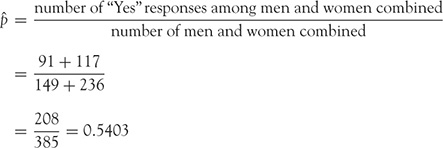 p̂ = number of “Yes” responses among men and women combined / number of men and women combined
= 91 + 117 / 149 + 236
= 208 / 385 = 0.5403